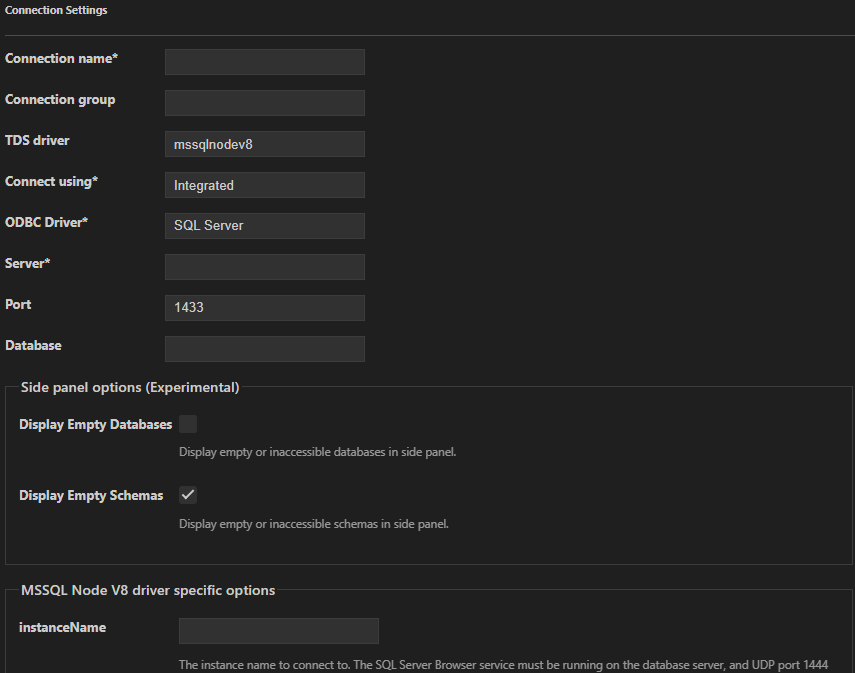 Connection Settings
Connection name*
Connection group
TDS driver mssqlnodev8
Connect using* Integrated
ODBC Driver* SQL Server
Server*
Port 1433
Database
Side panel options (Experimental)
Display Empty Databases
Display empty or inaccessible databases in side panel.
Display Empty Schemas
Display empty or inaccessible schemas in side panel.
MSSQL Node V8 driver specific options
instanceName
The instance name to connect to. The SQL Server Browser service must be running on the database server, and UDP port 1444